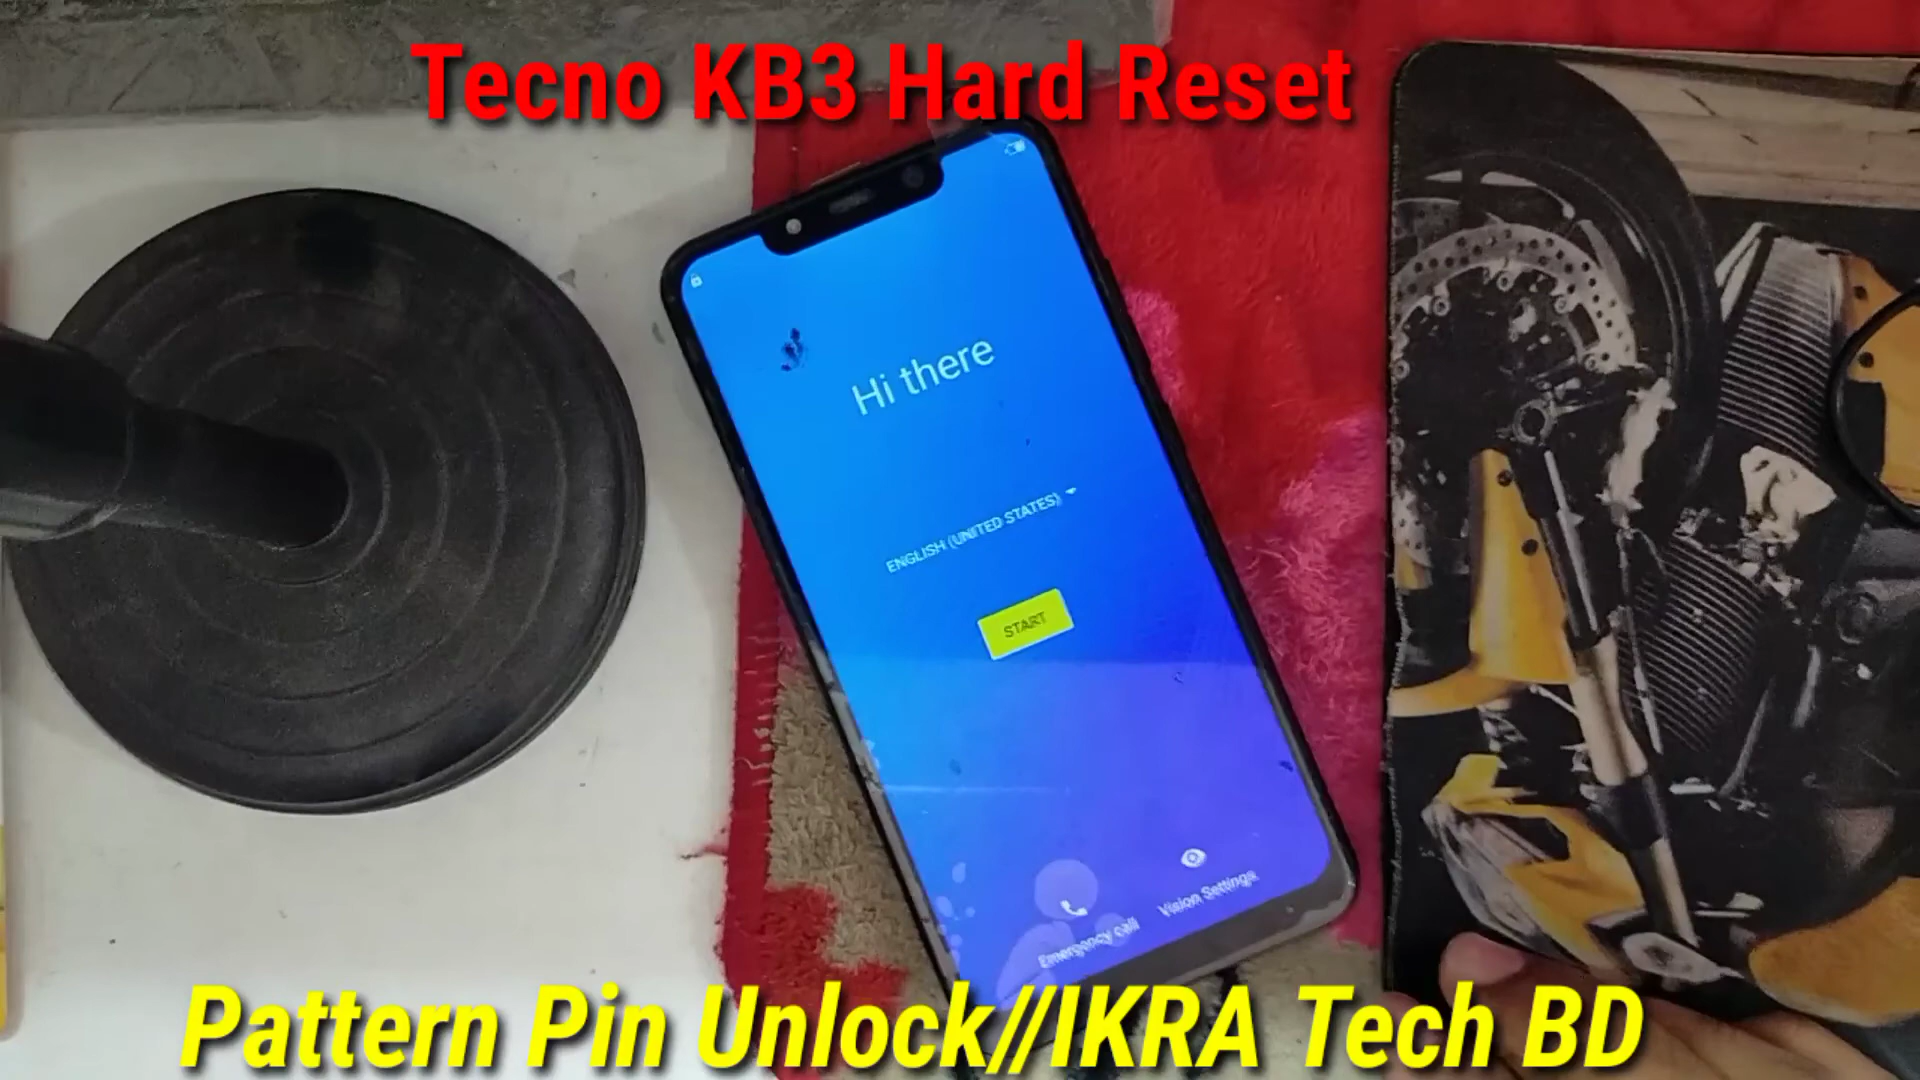 Tecno KB3 Hard Reset
Hi there
ENGLISH (UNITED STATES)
START
Emergency call
Vision Settings
Pattern Pin Unlock//IKRA Tech BD